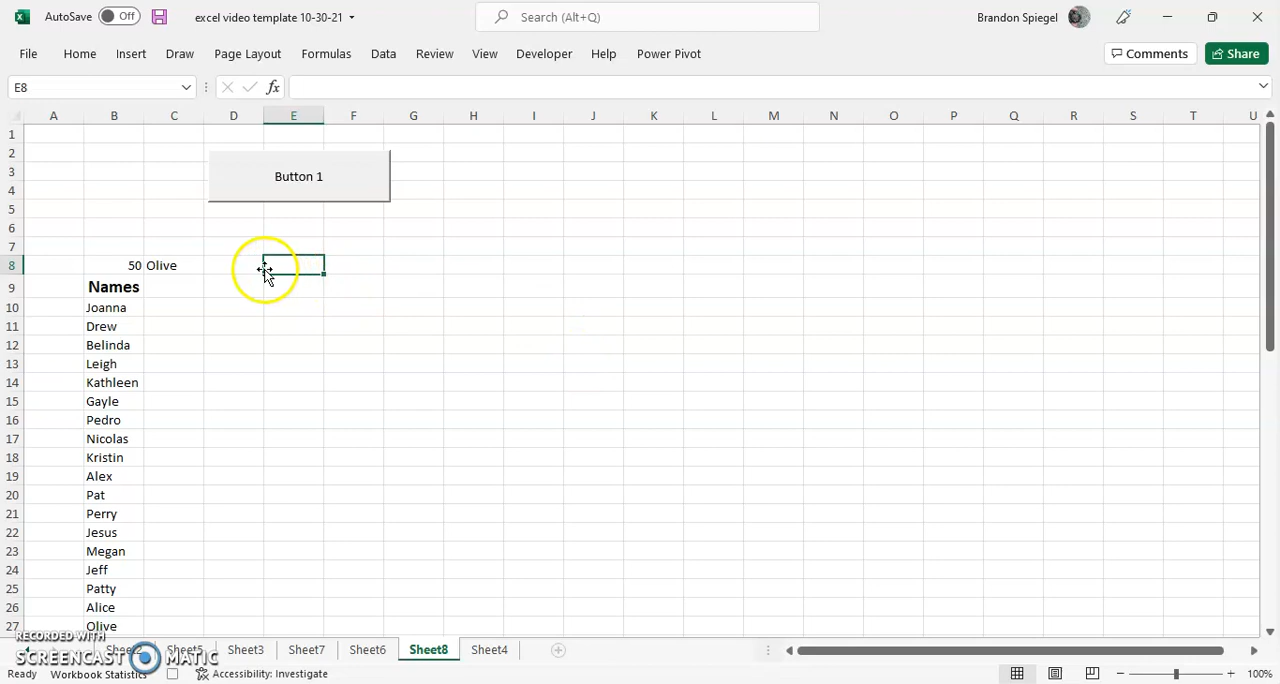 AutoSave Off excel video template 10-30-21 Search (Alt+Q) Brandon Spiegel
File Home Insert Draw Page Layout Formulas Data Review View Developer Help Power Pivot Comments Share
E8 fx
A B C D E F G H I J K L M N O P Q R S T U
1
2
3 Button 1
4
5
6
7
8 50 Olive
9 Names
10 Joanna
11 Drew
12 Belinda
13 Leigh
14 Kathleen
15 Gayle
16 Pedro
17 Nicolas
18 Kristin
19 Alex
20 Pat
21 Perry
22 Jesus
23 Megan
24 Jeff
25 Patty
26 Alice
27 Olive
RECORDED WITH
SCREENCAST MATIC
Sheet2 Sheet5 Sheet3 Sheet7 Sheet6 Sheet8 Sheet4
Ready Workbook Statistics Accessibility: Investigate 100%